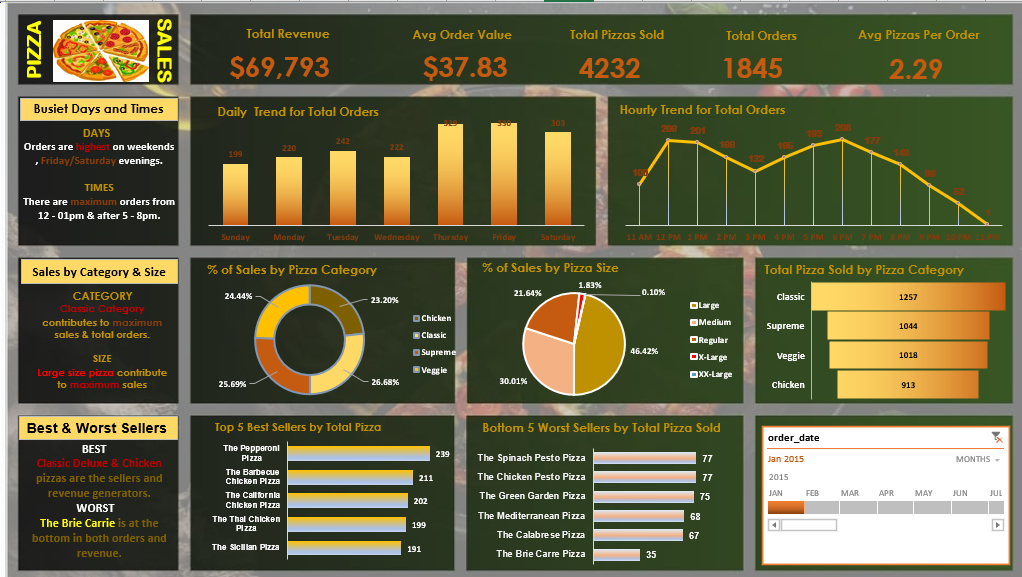 PIZZA
SALES
Total Revenue
$69,793
Avg Order Value
$37.83
Total Pizzas Sold
4232
Total Orders
1845
Avg Pizzas Per Order
2.29
Busiet Days and Times
DAYS
Orders are highest on weekends
, Friday/Saturday evenings.
TIMES
There are maximum orders from
12 - 01pm & after 5 - 8pm.
Daily Trend for Total Orders
199
220
242
222
Sunday
Monday
Tuesday
Wednesday
Thursday
Friday
Saturday
Hourly Trend for Total Orders
201
132
177
11 AM 12 PM 1 PM 2 PM 3 PM 4 PM 5 PM 6 PM 7 PM 8 PM 9 PM 10 PM 11 PM
Sales by Category & Size
CATEGORY
Classic Category
contributes to maximum
sales & total orders.
SIZE
Large size pizza contribute
to maximum sales
% of Sales by Pizza Category
24.44%
23.20%
25.69%
26.68%
Chicken
Classic
Supreme
Veggie
% of Sales by Pizza Size
1.83%
0.10%
21.64%
46.42%
30.01%
Large
Medium
Regular
X-Large
XX-Large
Total Pizza Sold by Pizza Category
Classic 1257
Supreme 1044
Veggie 1018
Chicken 913
Best & Worst Sellers
BEST
Classic Deluxe & Chicken
pizzas are the sellers and
revenue generators.
WORST
The Brie Carrie is at the
bottom in both orders and
revenue.
Top 5 Best Sellers by Total Pizza
The Pepperoni
Pizza
239
The Barbecue
Chicken Pizza
211
The California
Chicken Pizza
202
The Thai Chicken
Pizza
199
The Sicilian Pizza 191
Bottom 5 Worst Sellers by Total Pizza Sold
The Spinach Pesto Pizza 77
The Chicken Pesto Pizza 77
The Green Garden Pizza 75
The Mediterranean Pizza 68
The Calabrese Pizza 67
The Brie Carre Pizza 35
order_date
Jan 2015
MONTHS
2015
JAN FEB MAR APR MAY JUN JUL